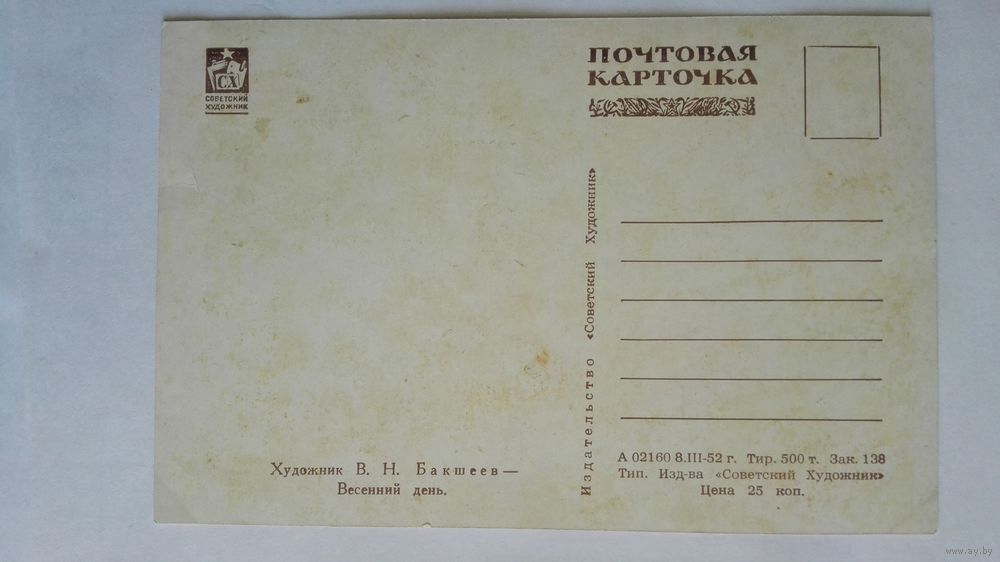 СХ
СОВЕТСКИЙ
ХУДОЖНИК
ПОЧТОВАЯ
КАРТОЧКА
Художник В. Н. Бакшеев —
Весенний день.
Издательство «Советский Художник»
А 02160 8.III-52 г. Тир. 500 т. Зак. 138
Тип. Изд-ва «Советский Художник»
Цена 25 коп.
www.ay.by